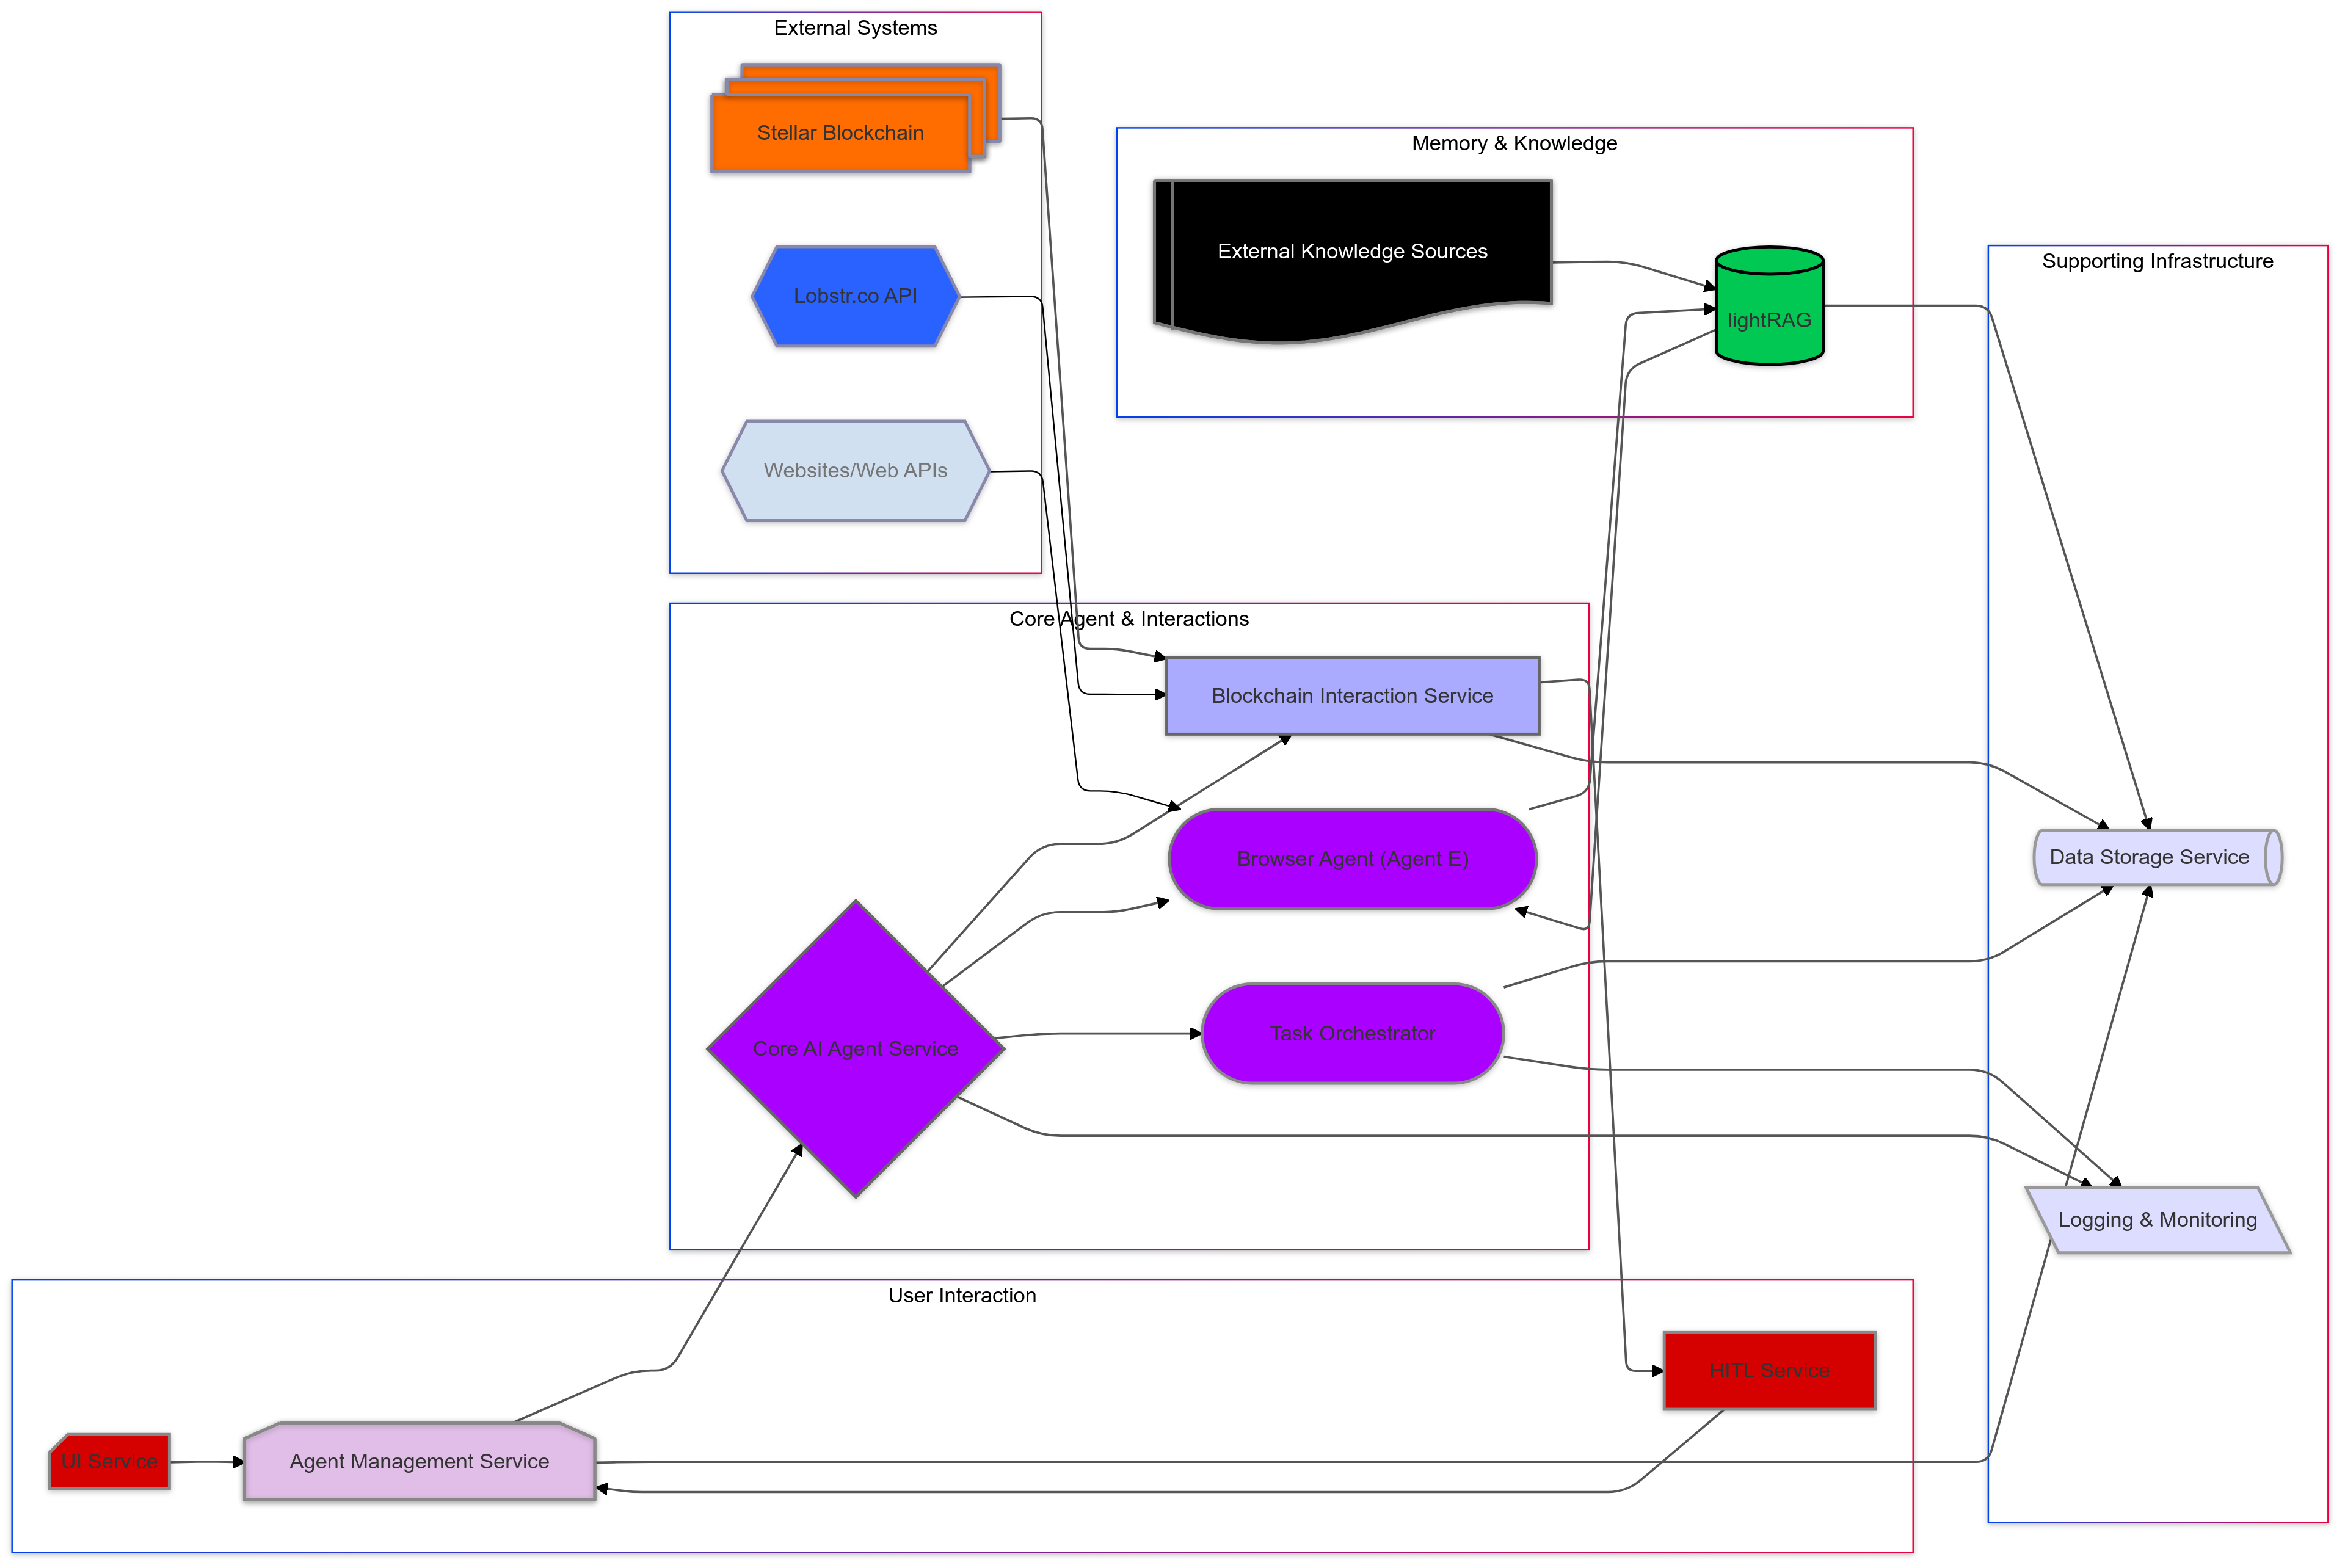 External Systems
Stellar Blockchain
Lobstr.co API
Websites/Web APIs
Memory & Knowledge
External Knowledge Sources
lightRAG
Supporting Infrastructure
Data Storage Service
Logging & Monitoring
Core Agent & Interactions
Blockchain Interaction Service
Browser Agent (Agent E)
Task Orchestrator
Core AI Agent Service
User Interaction
HITL Service
UI Service
Agent Management Service